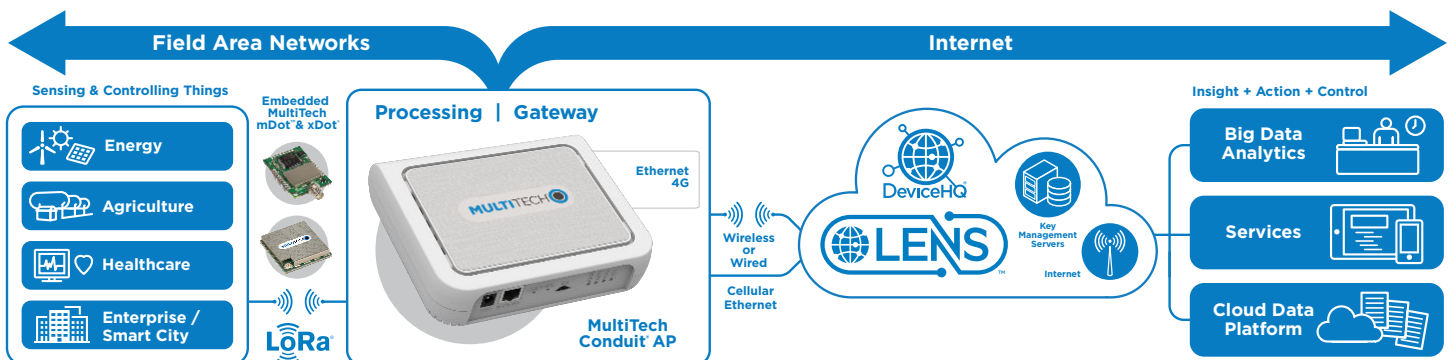 Field Area Networks
Internet
Sensing & Controlling Things
Energy
Agriculture
Healthcare
Enterprise /
Smart City
Embedded
MultiTech
mDot™ & xDot®
LoRa®
Processing | Gateway
MULTITECH
Ethernet
4G
MultiTech
Conduit® AP
Wireless
or
Wired
Cellular
Ethernet
DeviceHQ®
LENS™
Key
Management
Servers
Internet
Insight + Action + Control
Big Data
Analytics
Services
Cloud Data
Platform